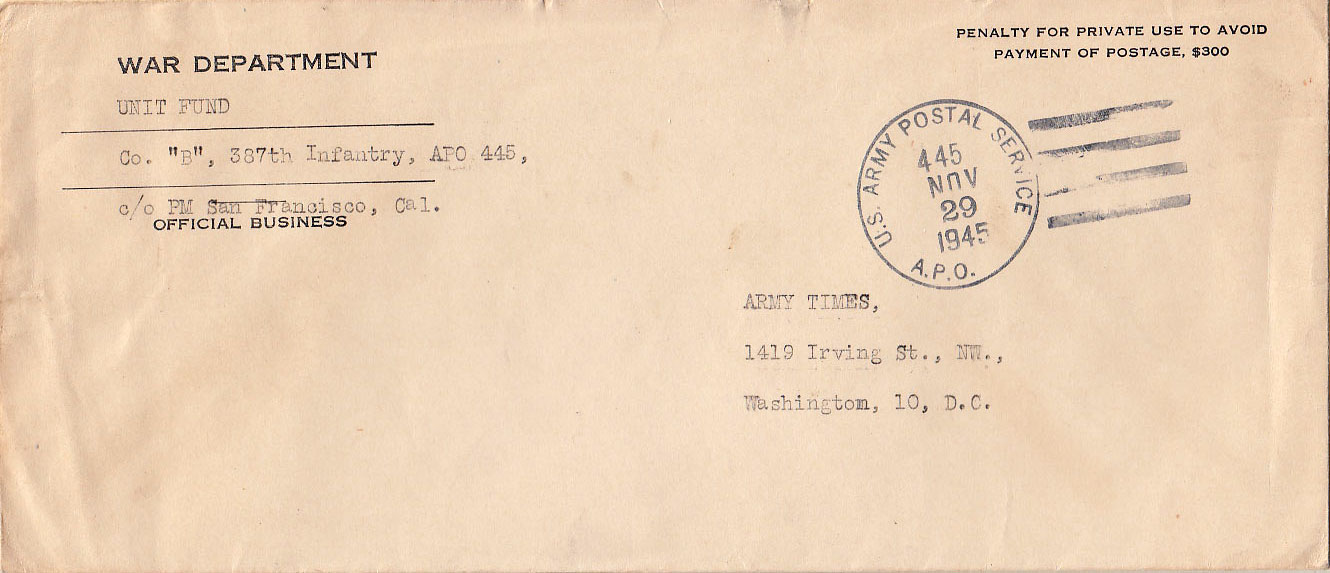 WAR DEPARTMENT
UNIT FUND
Co. "B", 387th Infantry, APO 445,
c/o PM San Francisco, Cal.
OFFICIAL BUSINESS
PENALTY FOR PRIVATE USE TO AVOID
PAYMENT OF POSTAGE, $300
U.S. ARMY POSTAL SERVICE
445
NOV
29
1945
A.P.O.
ARMY TIMES,
1419 Irving St., NW.,
Washington, 10, D.C.